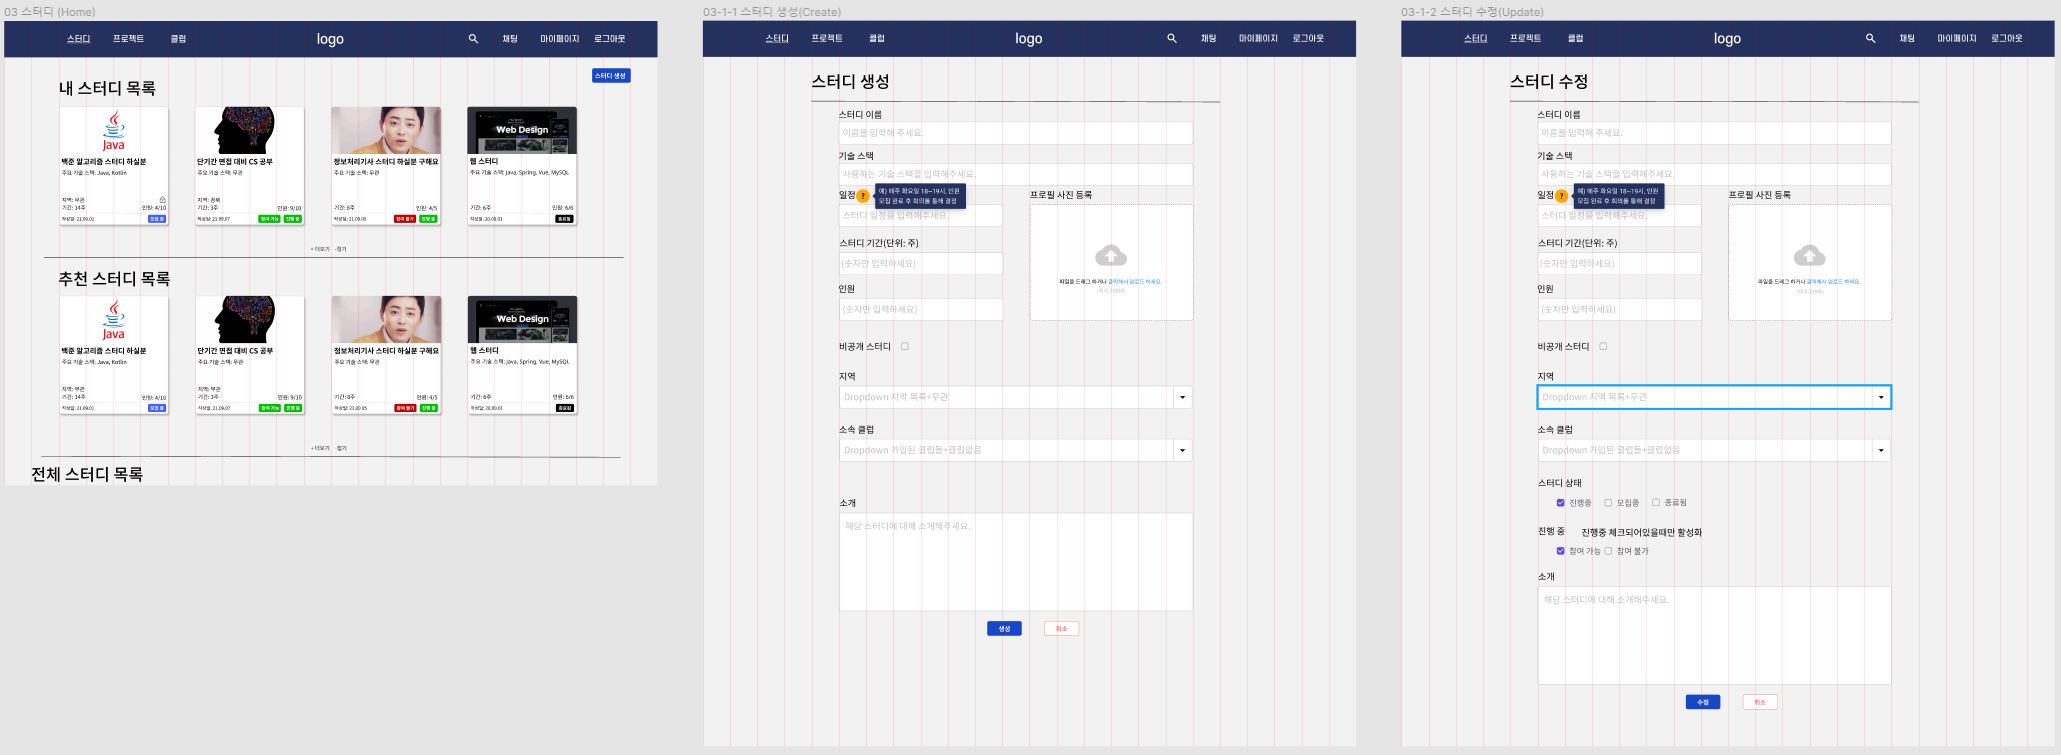 03 스터디 (Home)
스터디 프로젝트 클럽 logo 채팅 마이페이지 로그아웃
스터디 생성
내 스터디 목록
Java
백준 알고리즘 스터디 하실분
주요 기술 스택: Java, Kotlin
지역: 무관
기간: 14주 인원: 4/10
작성일: 21.09.01 모집 중
단기간 면접 대비 CS 공부
주요 기술 스택: 무관
지역: 경북
기간: 3주 인원: 9/10
작성일: 21.09.07 참여 가능 진행 중
정보처리기사 스터디 하실분 구해요
주요 기술 스택: 무관
기간: 8주 인원: 4/5
작성일: 21.09.05 참여 불가 진행 중
Web Design
웹 스터디
주요 기술 스택: Java, Spring, Vue, MySQL
기간: 6주 인원: 6/6
작성일: 20.09.01 종료됨
+ 더보기 -접기
추천 스터디 목록
Java
백준 알고리즘 스터디 하실분
주요 기술 스택: Java, Kotlin
지역: 무관
기간: 14주 인원: 4/10
작성일: 21.09.01 모집 중
단기간 면접 대비 CS 공부
주요 기술 스택: 무관
지역: 무관
기간: 3주 인원: 9/10
작성일: 21.09.07 참여 가능 진행 중
정보처리기사 스터디 하실분 구해요
주요 기술 스택: 무관
기간: 8주 인원: 4/5
작성일: 21.09.05 참여 불가 진행 중
Web Design
웹 스터디
주요 기술 스택: Java, Spring, Vue, MySQL
기간: 6주 인원: 6/6
작성일: 20.09.01 종료됨
+ 더보기 -접기
전체 스터디 목록
03-1-1 스터디 생성(Create)
스터디 프로젝트 클럽 logo 채팅 마이페이지 로그아웃
스터디 생성
스터디 이름
이름을 입력해 주세요.
기술 스택
사용하는 기술 스택을 입력해주세요.
일정 ?
예) 매주 화요일 18~19시, 인원
모집 완료 후 회의를 통해 결정
스터디 일정을 입력해주세요.
프로필 사진 등록
파일을 드래그 하거나 클릭해서 업로드 하세요.
(최대 20MB)
스터디 기간(단위: 주)
(숫자만 입력하세요)
인원
(숫자만 입력하세요)
비공개 스터디
지역
Dropdown 지역 목록+무관
소속 클럽
Dropdown 가입된 클럽들+클럽없음
소개
해당 스터디에 대해 소개해주세요.
생성 취소
03-1-2 스터디 수정(Update)
스터디 프로젝트 클럽 logo 채팅 마이페이지 로그아웃
스터디 수정
스터디 이름
이름을 입력해 주세요.
기술 스택
사용하는 기술 스택을 입력해주세요.
일정 ?
예) 매주 화요일 18~19시, 인원
모집 완료 후 회의를 통해 결정
스터디 일정을 입력해주세요.
프로필 사진 등록
파일을 드래그 하거나 클릭해서 업로드 하세요.
(최대 20MB)
스터디 기간(단위: 주)
(숫자만 입력하세요)
인원
(숫자만 입력하세요)
비공개 스터디
지역
Dropdown 지역 목록+무관
소속 클럽
Dropdown 가입된 클럽들+클럽없음
스터디 상태
진행중 모집중 종료됨
진행 중 진행중 체크되어있을때만 활성화
참여 가능 참여 불가
소개
해당 스터디에 대해 소개해주세요.
수정 취소